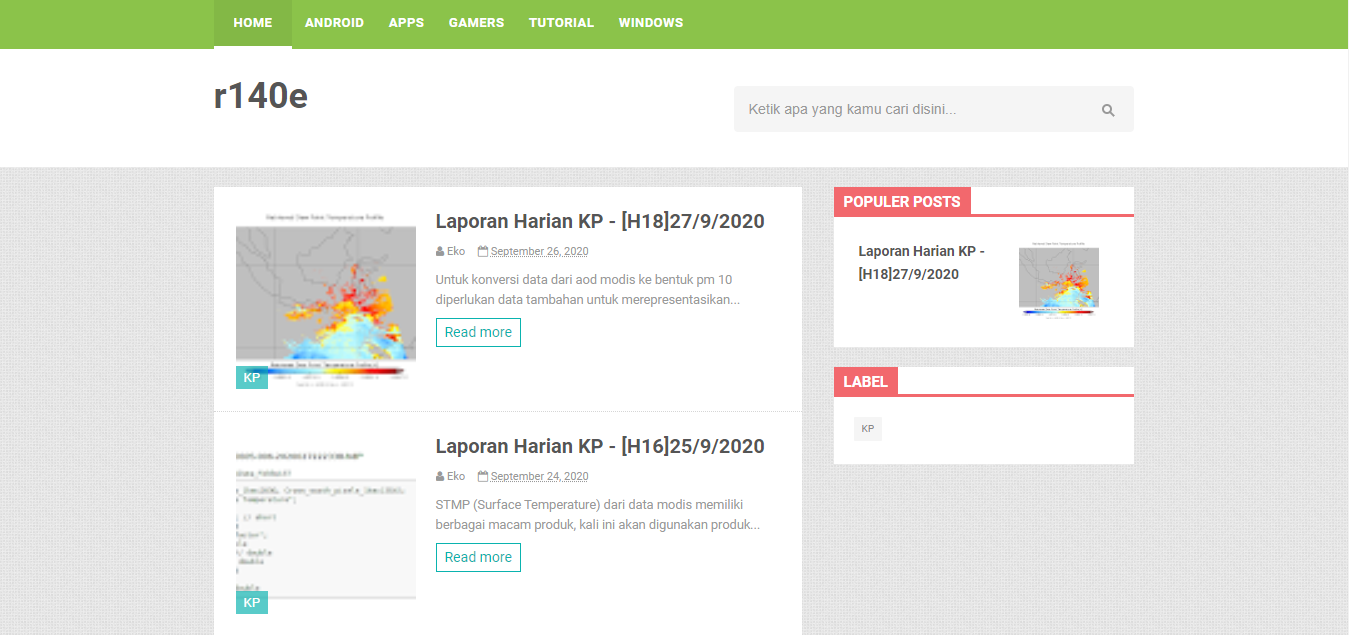 HOME ANDROID APPS GAMERS TUTORIAL WINDOWS
r140e
Ketik apa yang kamu cari disini...
Laporan Harian KP - [H18]27/9/2020
Eko September 26, 2020
Untuk konversi data dari aod modis ke bentuk pm 10
diperlukan data tambahan untuk merepresentasikan...
Read more
KP
Laporan Harian KP - [H16]25/9/2020
Eko September 24, 2020
STMP (Surface Temperature) dari data modis memiliki
berbagai macam produk, kali ini akan digunakan produk...
Read more
KP
POPULER POSTS
Laporan Harian KP -
[H18]27/9/2020
LABEL
KP